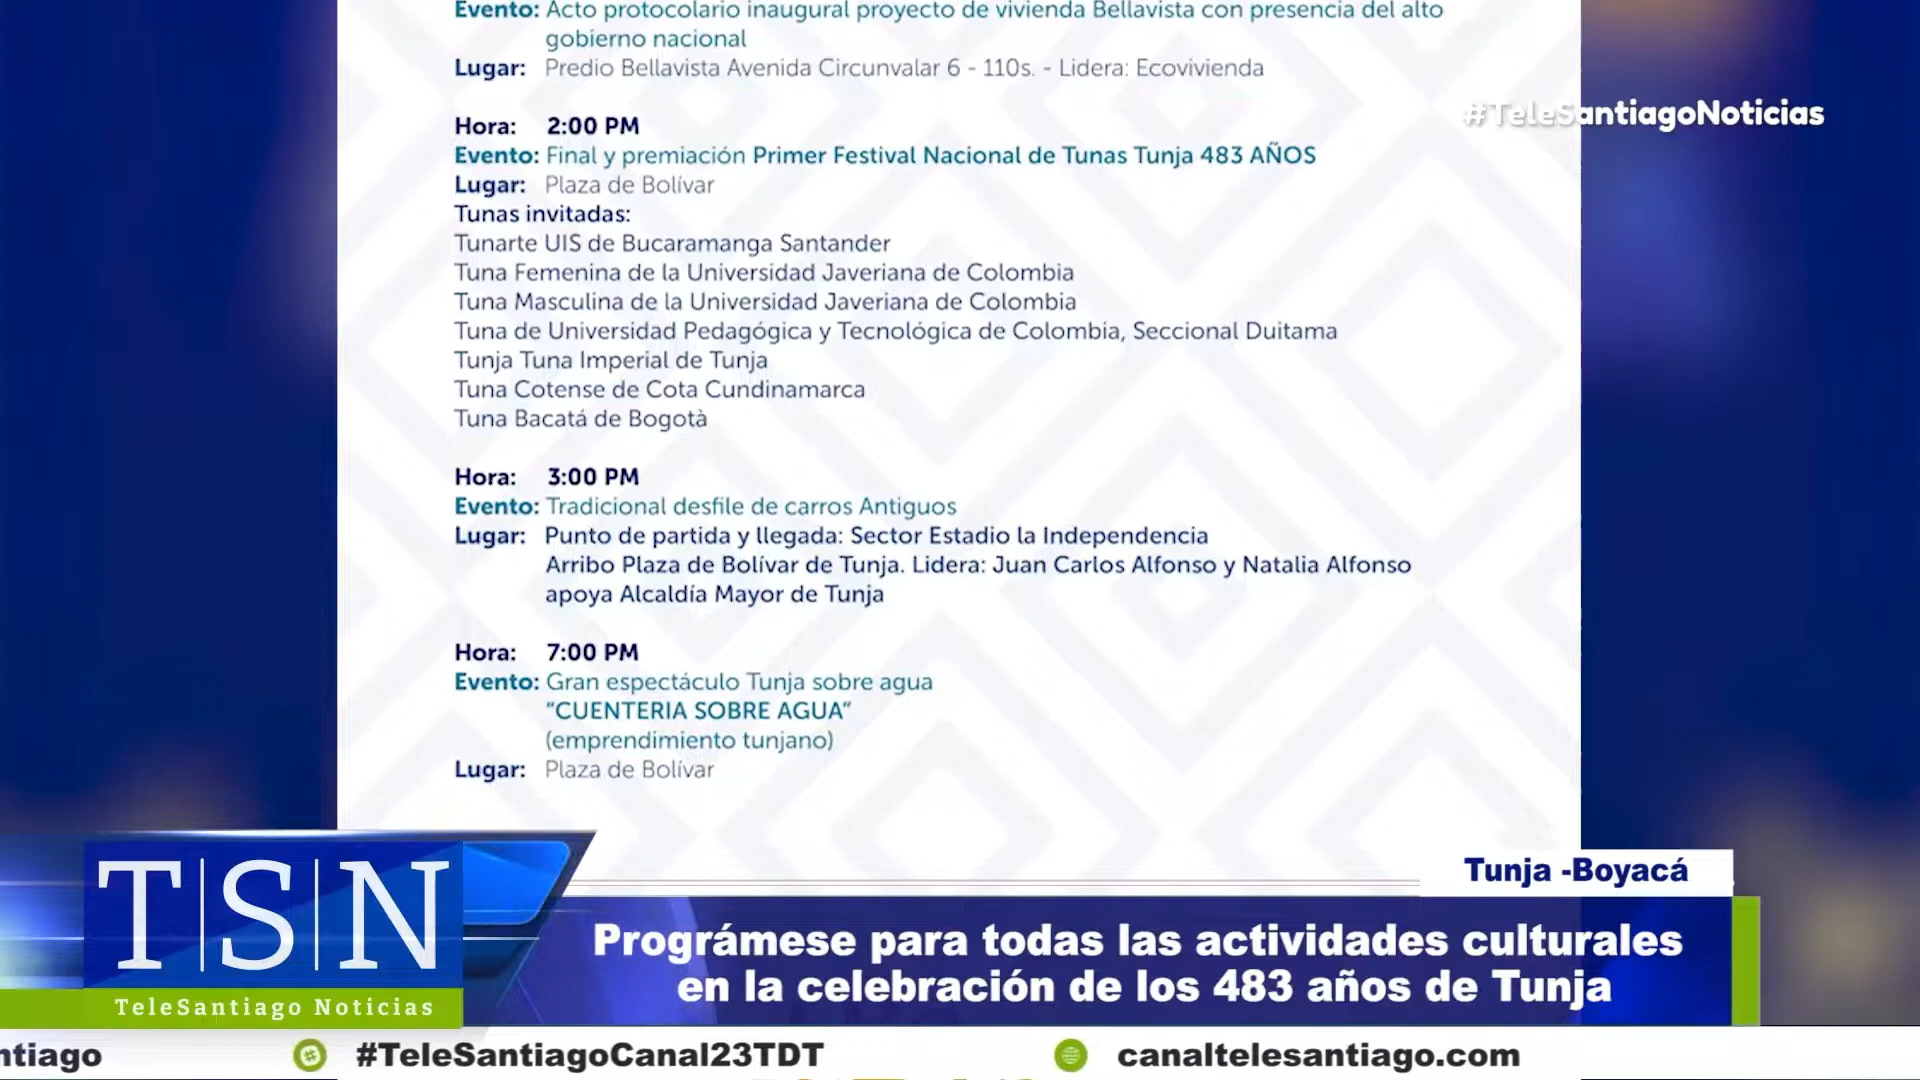 Evento: Acto protocolario inaugural proyecto de vivienda Bellavista con presencia del alto
gobierno nacional
Lugar: Predio Bellavista Avenida Circunvalar 6 - 110s. - Lidera: Ecovivienda
#TeleSantiagoNoticias
Hora: 2:00 PM
Evento: Final y premiación Primer Festival Nacional de Tunas Tunja 483 AÑOS
Lugar: Plaza de Bolívar
Tunas invitadas:
Tunarte UIS de Bucaramanga Santander
Tuna Femenina de la Universidad Javeriana de Colombia
Tuna Masculina de la Universidad Javeriana de Colombia
Tuna de Universidad Pedagógica y Tecnológica de Colombia, Seccional Duitama
Tunja Tuna Imperial de Tunja
Tuna Cotense de Cota Cundinamarca
Tuna Bacatá de Bogotà
Hora: 3:00 PM
Evento: Tradicional desfile de carros Antiguos
Lugar: Punto de partida y llegada: Sector Estadio la Independencia
Arribo Plaza de Bolívar de Tunja. Lidera: Juan Carlos Alfonso y Natalia Alfonso
apoya Alcaldía Mayor de Tunja
Hora: 7:00 PM
Evento: Gran espectáculo Tunja sobre agua
"CUENTERIA SOBRE AGUA"
(emprendimiento tunjano)
Lugar: Plaza de Bolívar
Tunja -Boyacá
TSN
TeleSantiago Noticias
Prográmese para todas las actividades culturales
en la celebración de los 483 años de Tunja
ntiago #TeleSantiagoCanal23TDT canaltelesantiago.com